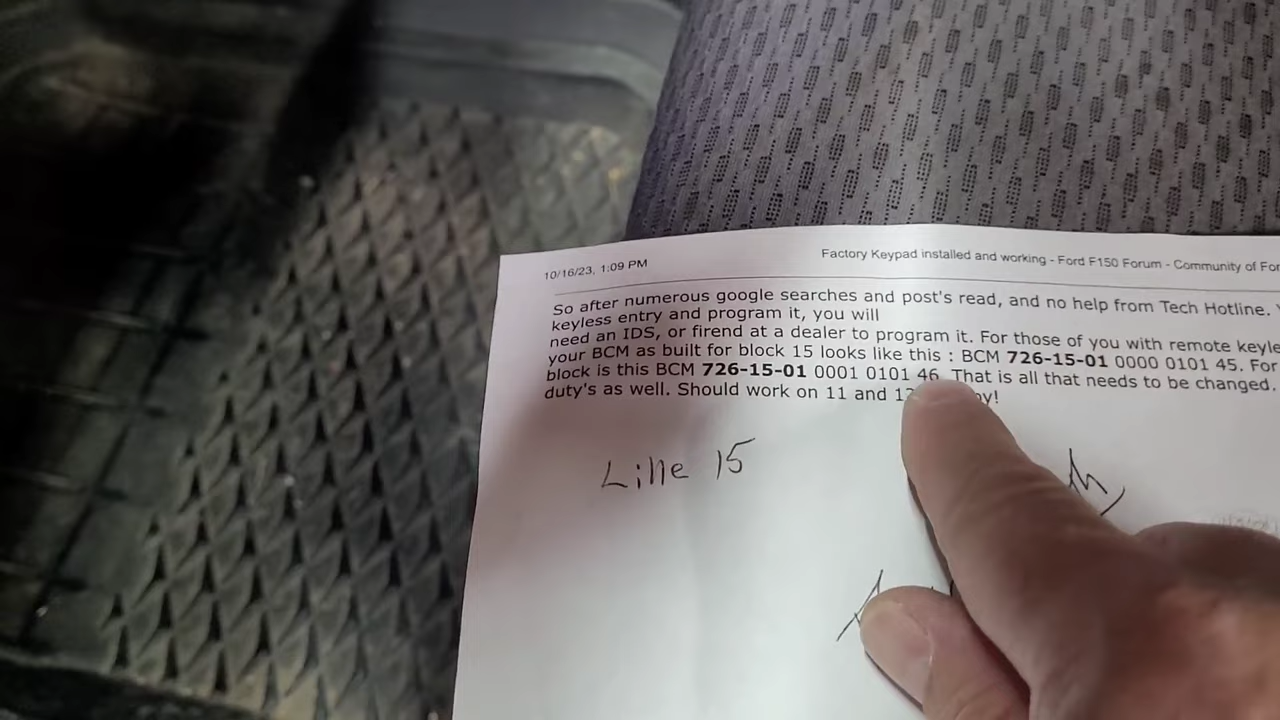 10/16/23, 1:09 PM
Factory Keypad installed and working - Ford F150 Forum - Community of For
So after numerous google searches and post's read, and no help from Tech Hotline.
keyless entry and program it, you will
need an IDS, or firend at a dealer to program it. For those of you with remote keyle
your BCM as built for block 15 looks like this : BCM 726-15-01 0000 0101 45. For
block is this BCM 726-15-01 0001 0101 46. That is all that needs to be changed.
duty's as well. Should work on 11 and
Line 15